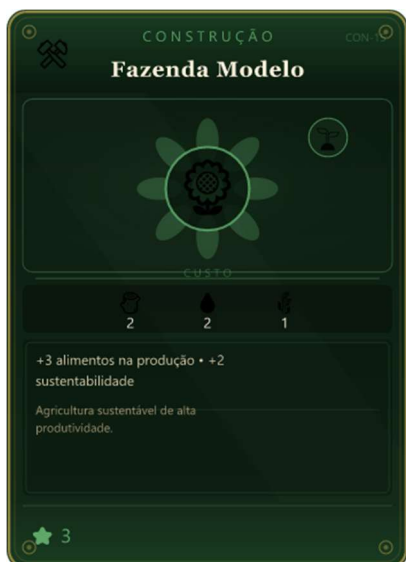 CONSTRUÇÃO
Fazenda Modelo
CUSTO
2 2 1
+3 alimentos na produção • +2
sustentabilidade
Agricultura sustentável de alta
produtividade.
3